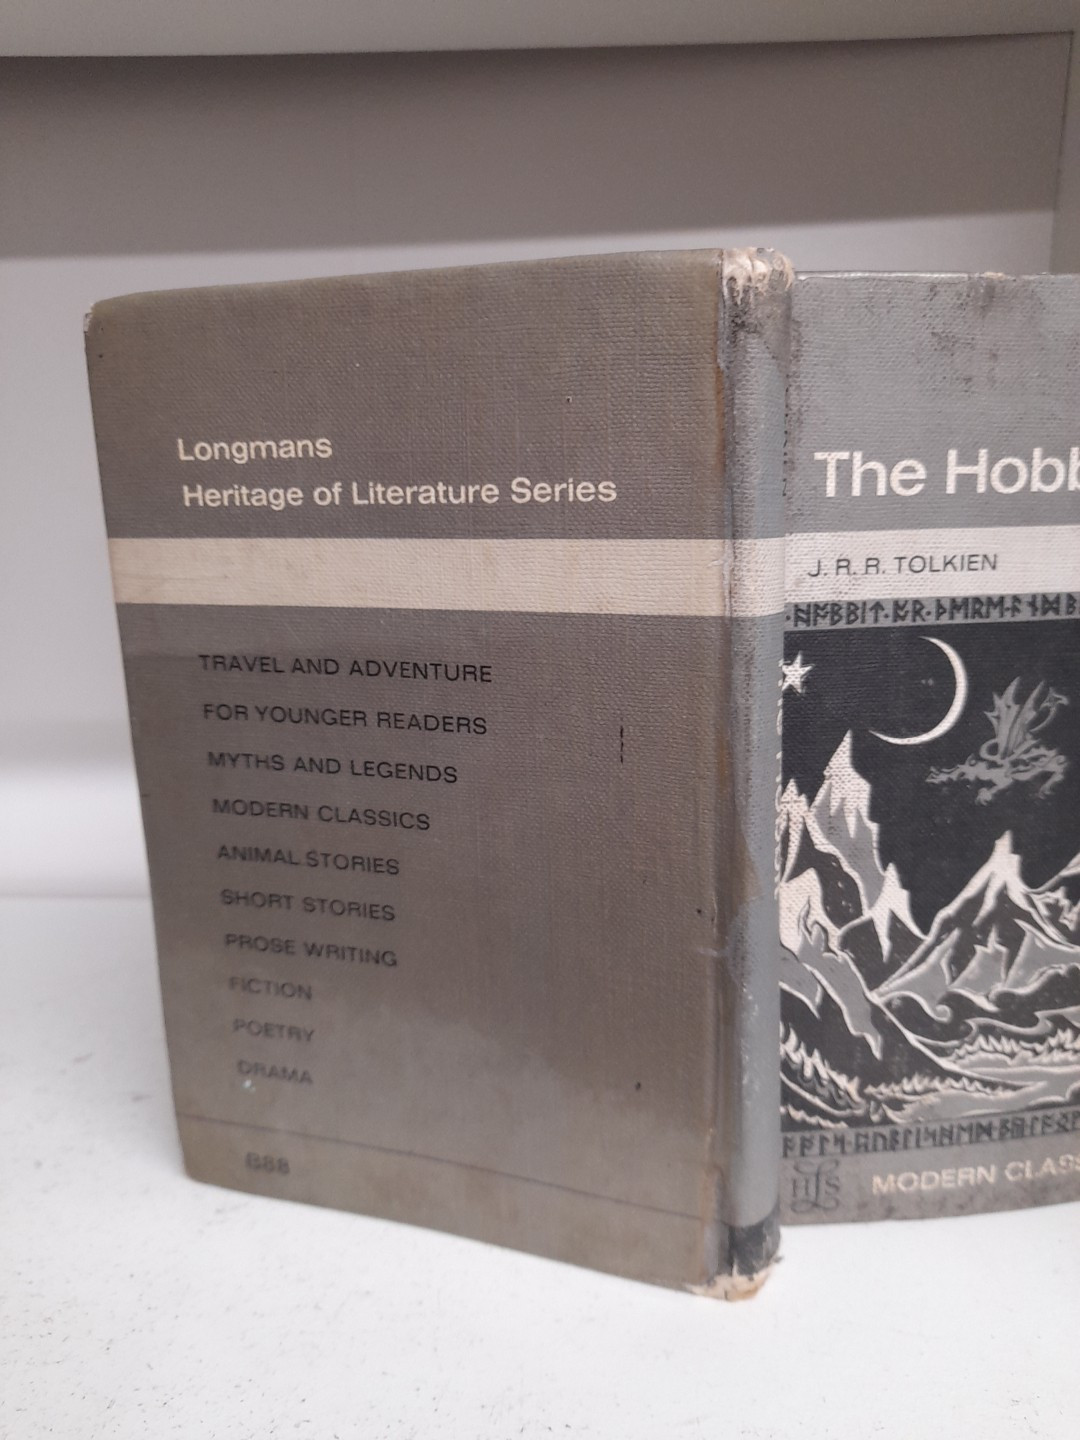 Longmans
Heritage of Literature Series
TRAVEL AND ADVENTURE
FOR YOUNGER READERS
MYTHS AND LEGENDS
MODERN CLASSICS
ANIMAL STORIES
SHORT STORIES
PROSE WRITING
FICTION
POETRY
DRAMA
B88
The Hobb
J. R. R. TOLKIEN
HLS
MODERN CLASS